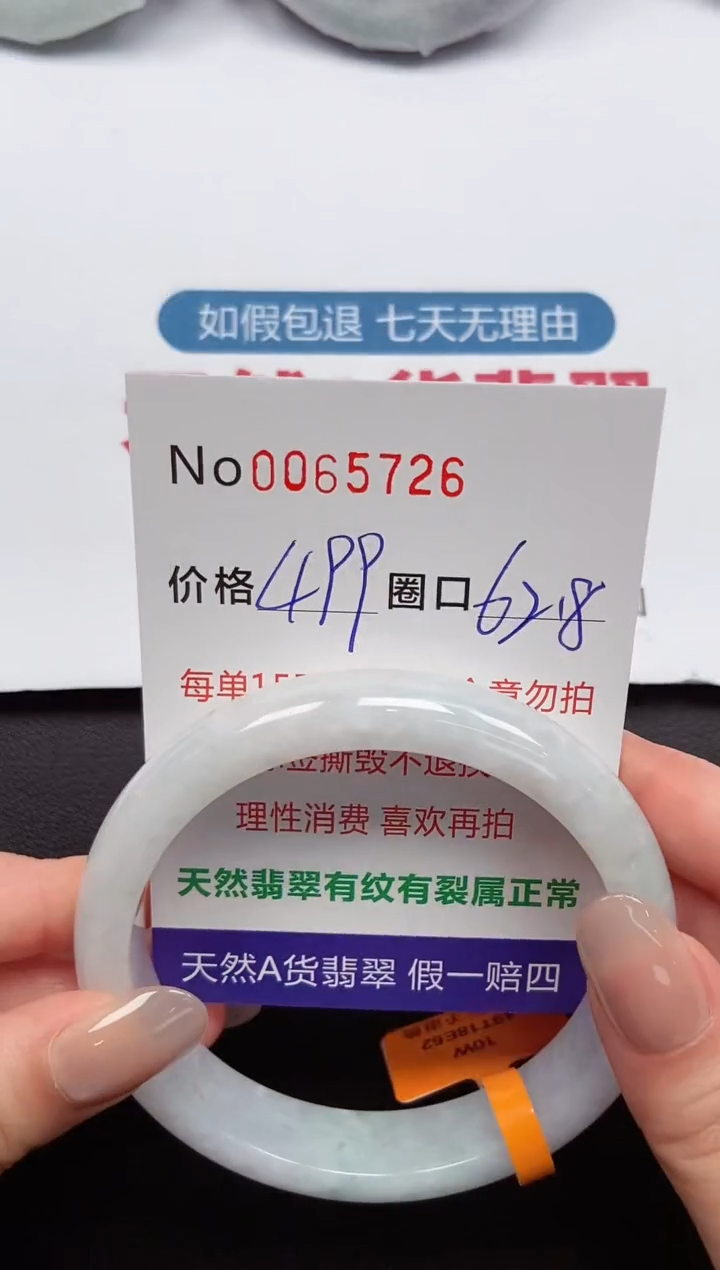 如假包退 七天无理由
No0065726
价格499 圈口62.8
每单15 意勿拍
撕毁不退换
理性消费 喜欢再拍
天然翡翠有纹有裂属正常
天然A货翡翠 假一赔四
10W